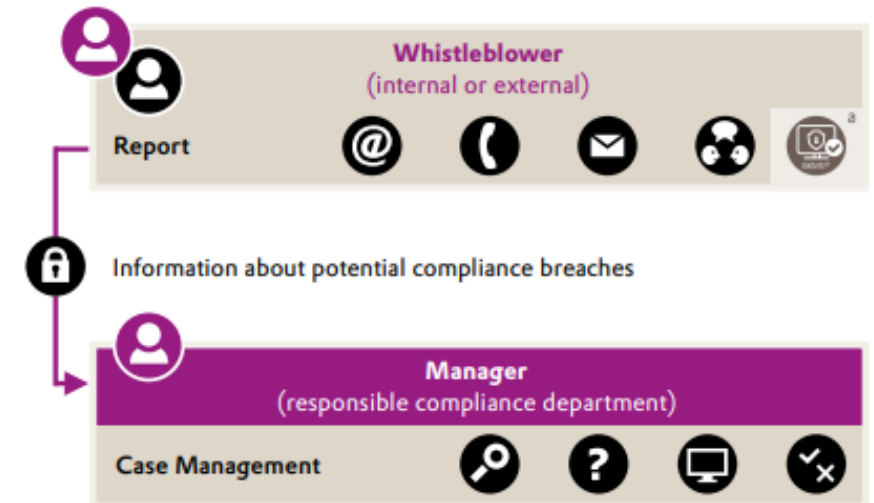 Whistleblower
(internal or external)
Report
@
a
Information about potential compliance breaches
Manager
(responsible compliance department)
Case Management
?